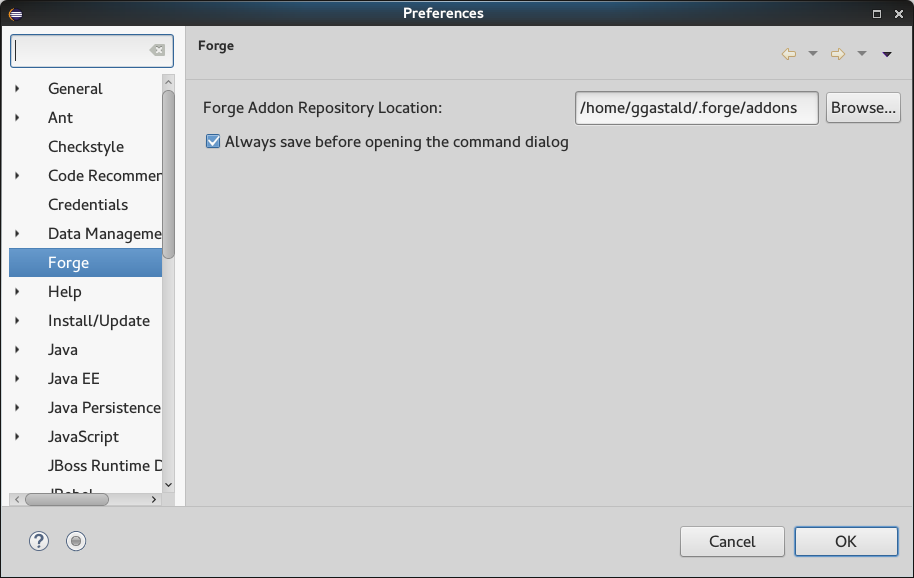 Preferences
Forge
General
Ant
Checkstyle
Code Recommen
Credentials
Data Manageme
Forge
Help
Install/Update
Java
Java EE
Java Persistence
JavaScript
JBoss Runtime D
JRebel
Forge Addon Repository Location: /home/ggastald/.forge/addons Browse...
Always save before opening the command dialog
? Cancel OK